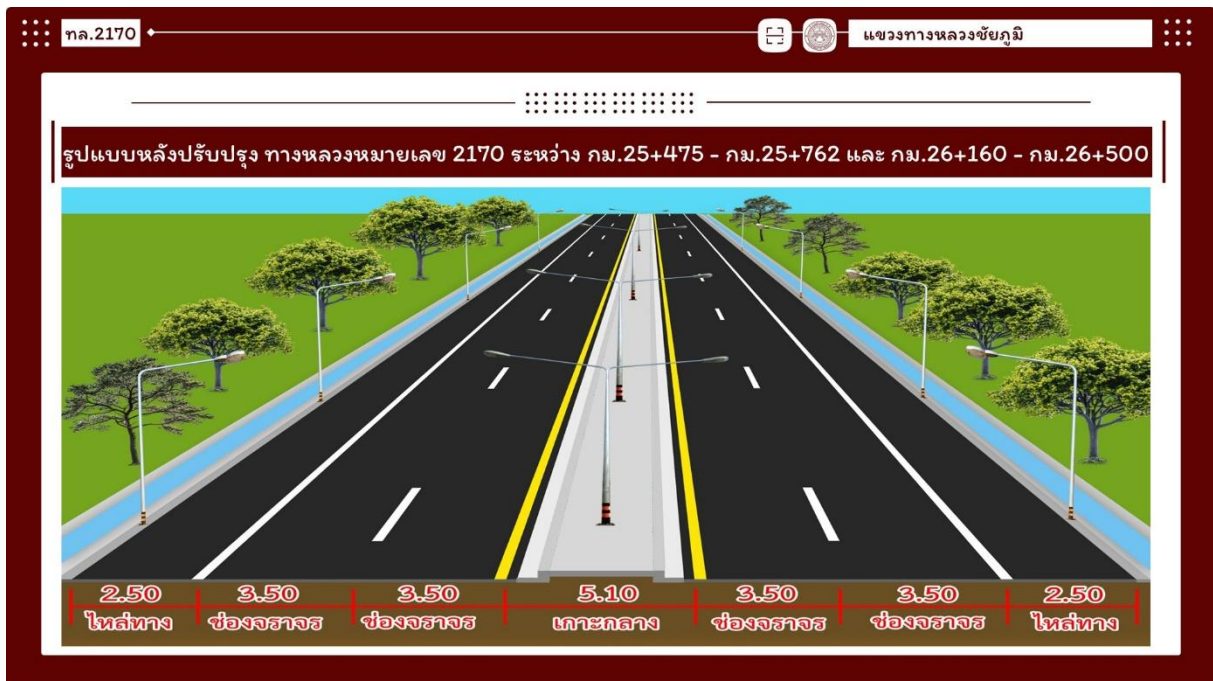 ทล.2170
แขวงทางหลวงชัยภูมิ
รูปแบบหลังปรับปรุง ทางหลวงหมายเลข 2170 ระหว่าง กม.25+475 - กม.25+762 และ กม.26+160 - กม.26+500
2.50 3.50 3.50 5.10 3.50 3.50 2.50
ไหล่ทาง ช่องจราจร ช่องจราจร เกาะกลาง ช่องจราจร ช่องจราจร ไหล่ทาง